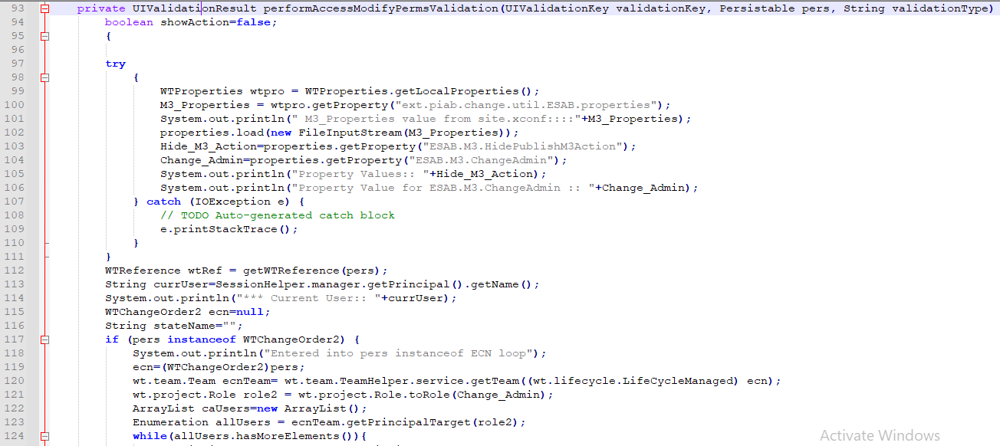 93 private UIValidationResult performAccessModifyPermsValidation(UIValidationKey validationKey, Persistable pers, String validationType)
94 boolean showAction=false;
95 {
96
97 try
98 {
99 WTProperties wtpro = WTProperties.getLocalProperties();
100 M3_Properties = wtpro.getProperty("ext.piab.change.util.ESAB.properties");
101 System.out.println(" M3_Properties value from site.xconf::::"+M3_Properties);
102 properties.load(new FileInputStream(M3_Properties));
103 Hide_M3_Action=properties.getProperty("ESAB.M3.HidePublishM3Action");
104 Change_Admin=properties.getProperty("ESAB.M3.ChangeAdmin");
105 System.out.println("Property Values:: "+Hide_M3_Action);
106 System.out.println("Property Value for ESAB.M3.ChangeAdmin :: "+Change_Admin);
107 } catch (IOException e) {
108 // TODO Auto-generated catch block
109 e.printStackTrace();
110 }
111 }
112 WTReference wtRef = getWTReference(pers);
113 String currUser=SessionHelper.manager.getPrincipal().getName();
114 System.out.println("*** Current User:: "+currUser);
115 WTChangeOrder2 ecn=null;
116 String stateName="";
117 if (pers instanceof WTChangeOrder2) {
118 System.out.println("Entered into pers instanceof ECN loop");
119 ecn=(WTChangeOrder2)pers;
120 wt.team.Team ecnTeam= wt.team.TeamHelper.service.getTeam((wt.lifecycle.LifeCycleManaged) ecn);
121 wt.project.Role role2 = wt.project.Role.toRole(Change_Admin);
122 ArrayList caUsers=new ArrayList();
123 Enumeration allUsers = ecnTeam.getPrincipalTarget(role2);
124 while(allUsers.hasMoreElements()){
Activate Windows